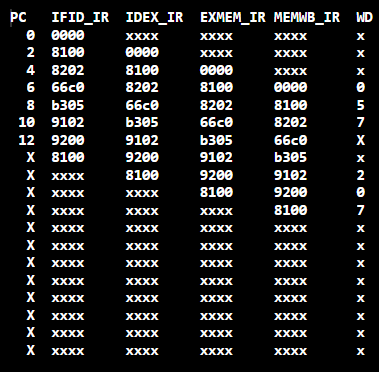 PC IFID_IR IDEX_IR EXMEM_IR MEMWB_IR WD
0 0000 xxxx xxxx xxxx x
2 8100 0000 xxxx xxxx x
4 8202 8100 0000 xxxx x
6 66c0 8202 8100 0000 0
8 b305 66c0 8202 8100 5
10 9102 b305 66c0 8202 7
12 9200 9102 b305 66c0 X
X 8100 9200 9102 b305 x
X xxxx 8100 9200 9102 2
X xxxx xxxx 8100 9200 0
X xxxx xxxx xxxx 8100 7
X xxxx xxxx xxxx xxxx x
X xxxx xxxx xxxx xxxx x
X xxxx xxxx xxxx xxxx x
X xxxx xxxx xxxx xxxx x
X xxxx xxxx xxxx xxxx x
X xxxx xxxx xxxx xxxx x
X xxxx xxxx xxxx xxxx x
X xxxx xxxx xxxx xxxx x